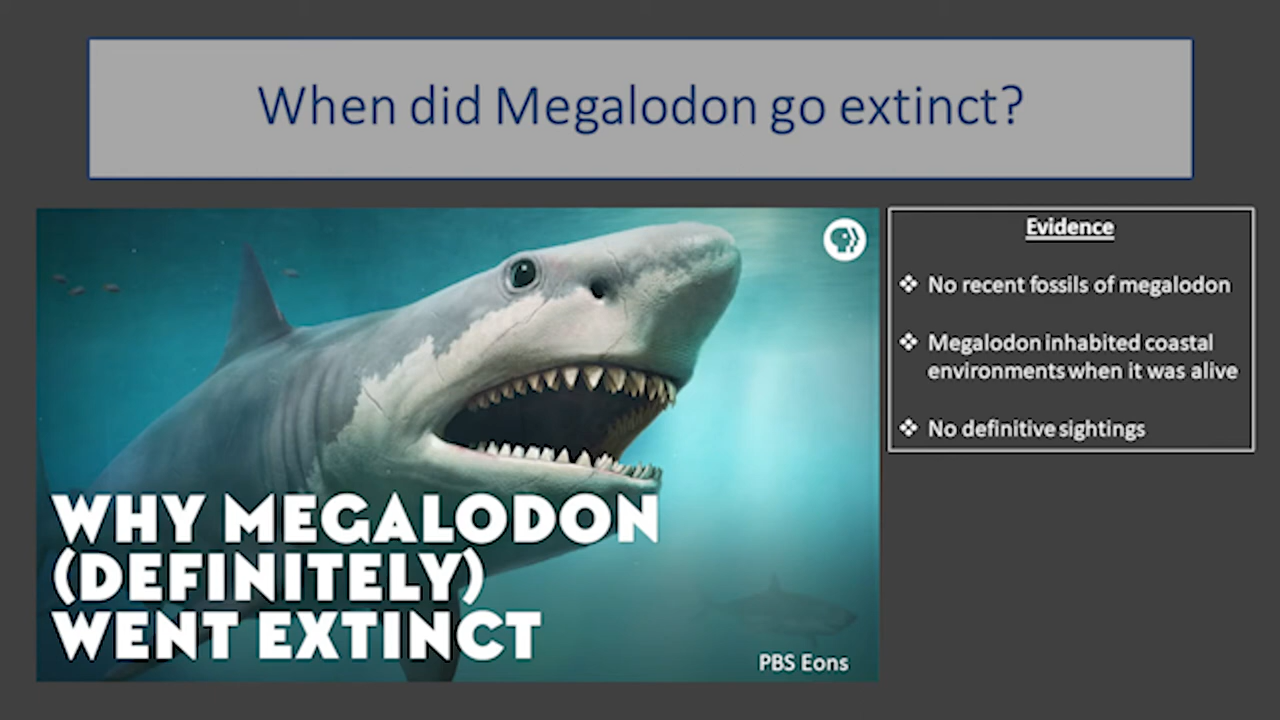 When did Megalodon go extinct?
WHY MEGALODON
(DEFINITELY)
WENT EXTINCT
PBS Eons
Evidence
❖ No recent fossils of megalodon
❖ Megalodon inhabited coastal
environments when it was alive
❖ No definitive sightings